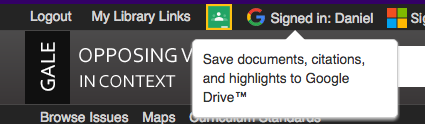 Logout My Library Links Signed in: Daniel
GALE
OPPOSING
IN CONTEXT
Save documents, citations,
and highlights to Google
Drive™
Browse Issues Maps Curriculum Standards